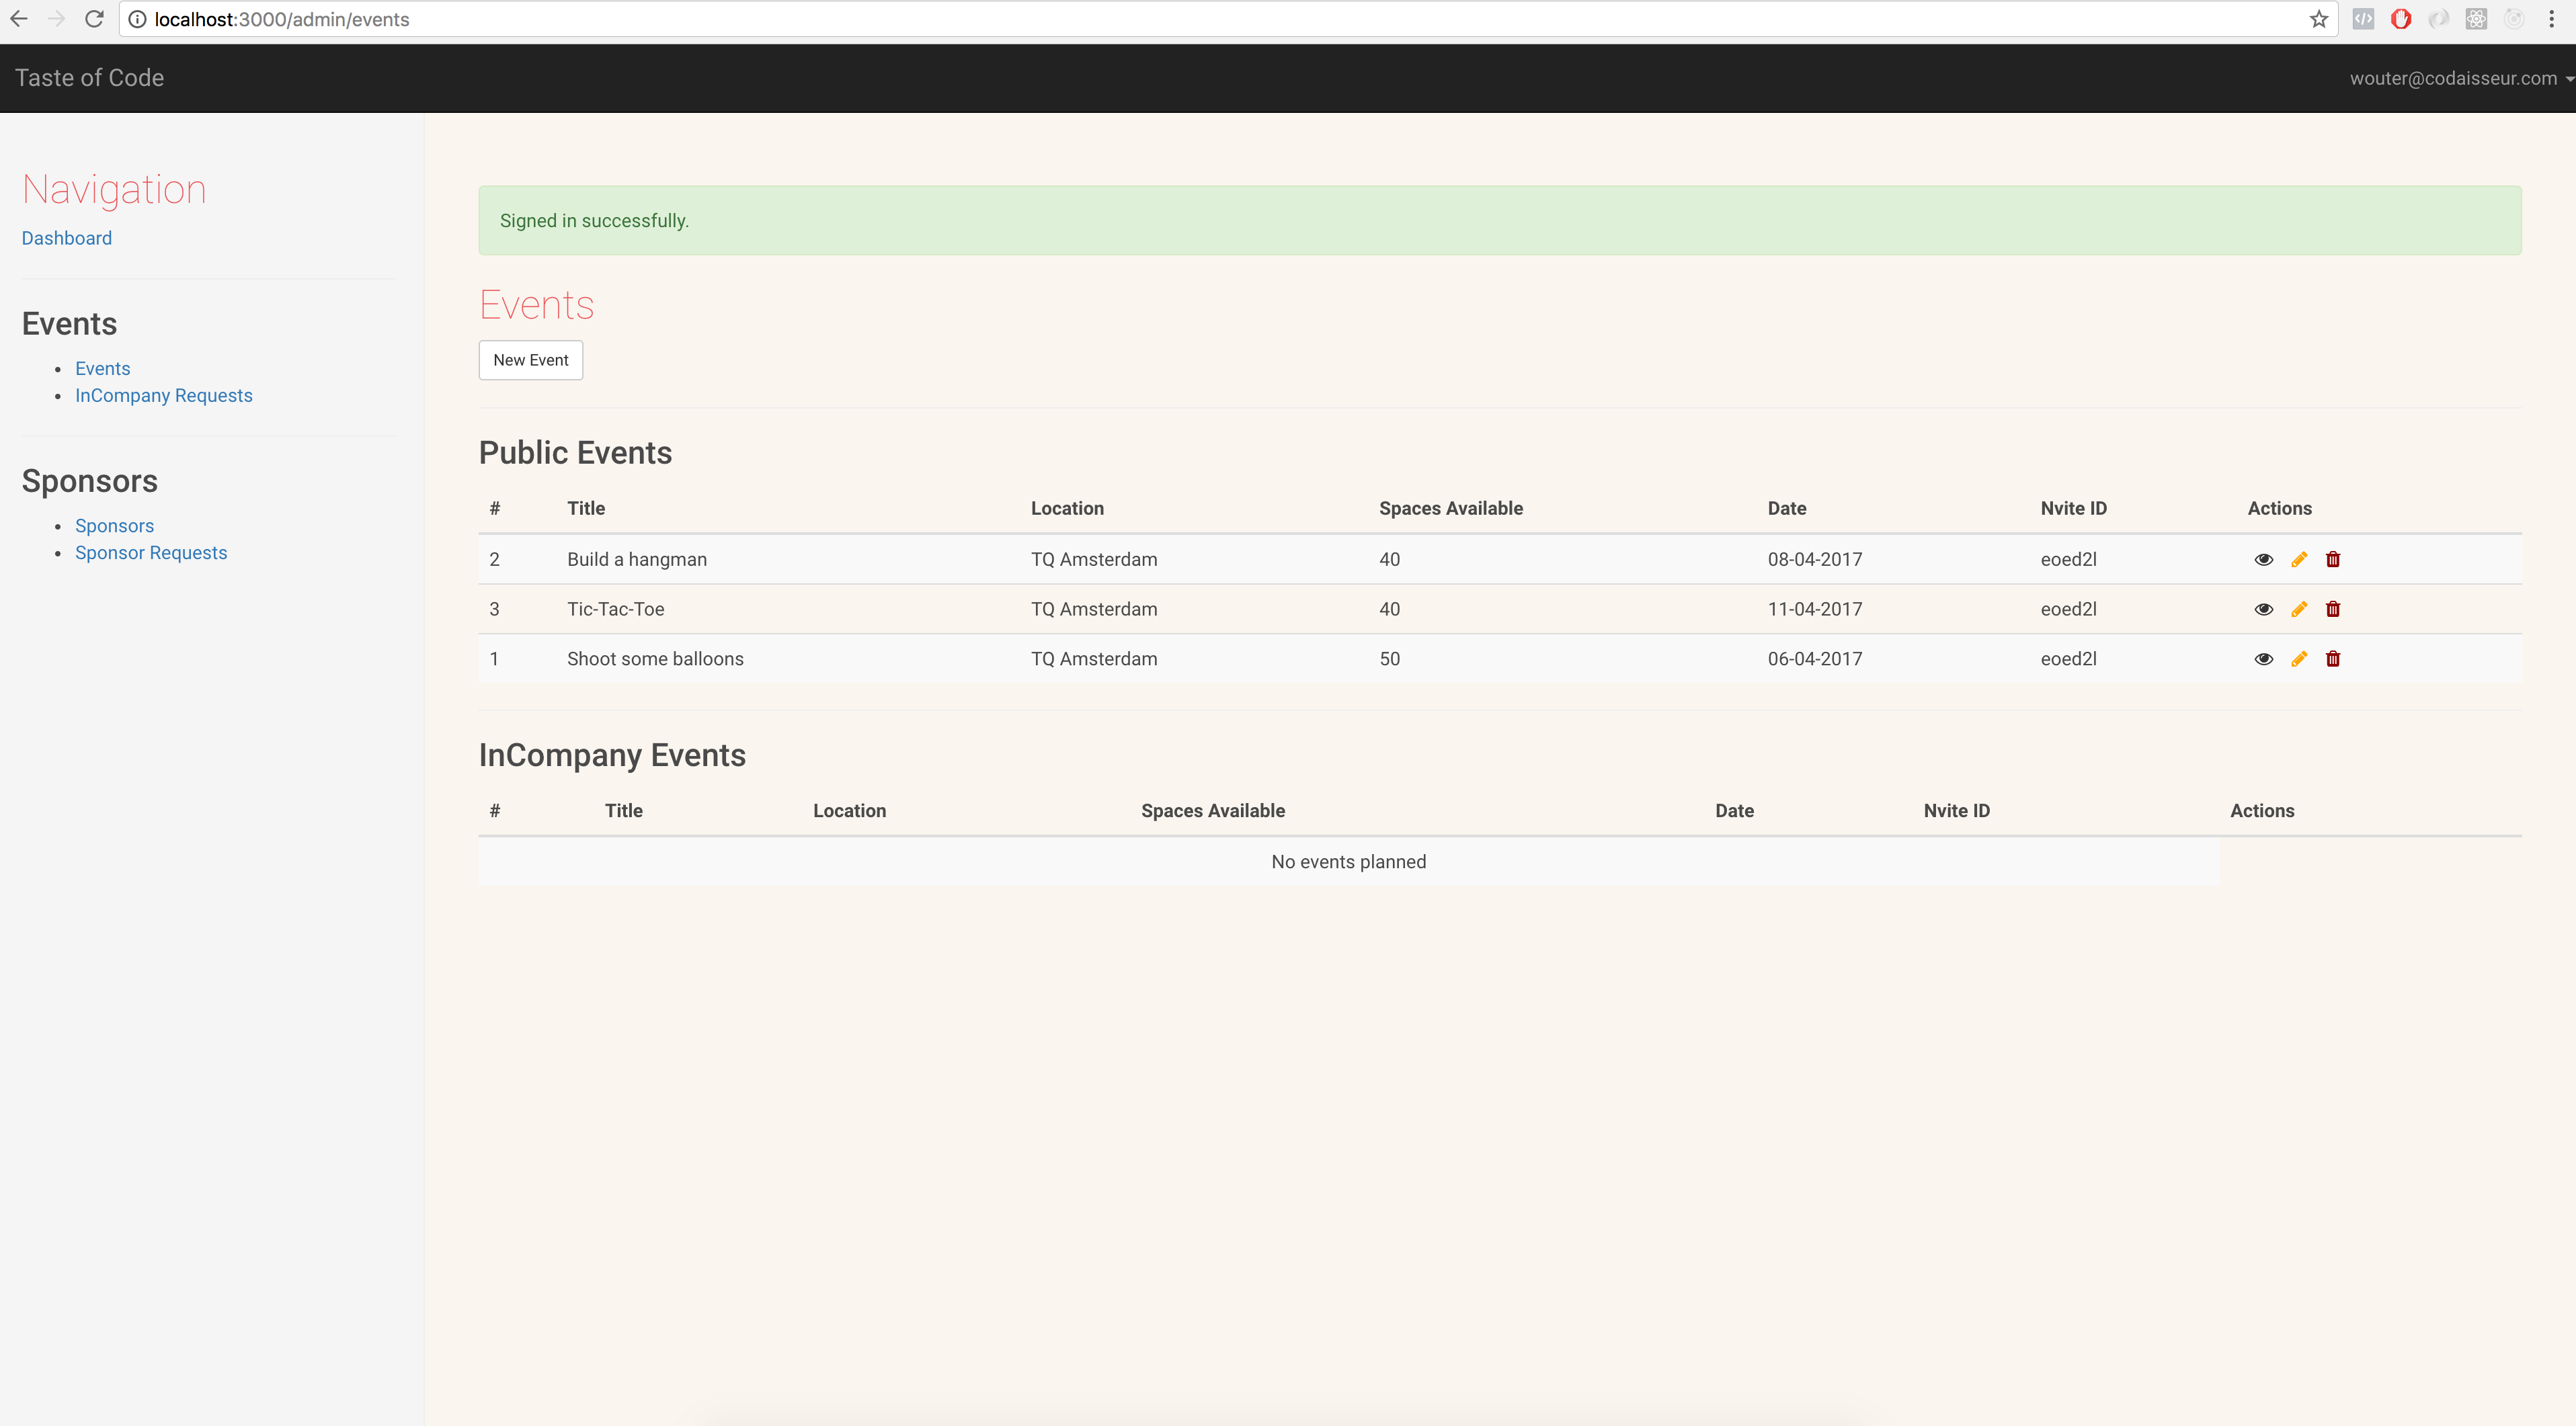 localhost:3000/admin/events
Taste of Code
wouter@codaisseur.com
Navigation
Dashboard
Events
Events
InCompany Requests
Sponsors
Sponsors
Sponsor Requests
Signed in successfully.
Events
New Event
Public Events
# Title Location Spaces Available Date Nvite ID Actions
2 Build a hangman TQ Amsterdam 40 08-04-2017 eoed2l
3 Tic-Tac-Toe TQ Amsterdam 40 11-04-2017 eoed2l
1 Shoot some balloons TQ Amsterdam 50 06-04-2017 eoed2l
InCompany Events
# Title Location Spaces Available Date Nvite ID Actions
No events planned